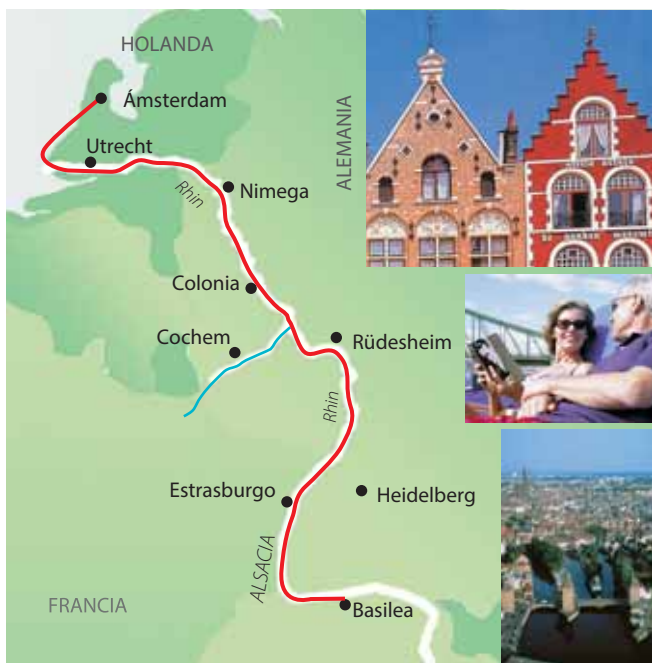 HOLANDA
Ámsterdam
ALEMANIA
Utrecht
Rhin
Nimega
Colonia
Cochem
Rüdesheim
Rhin
Estrasburgo
Heidelberg
ALSACIA
FRANCIA
Basilea